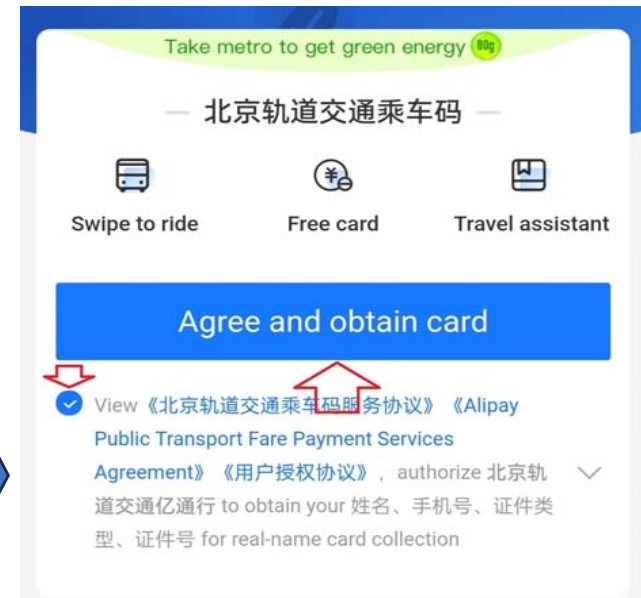 Take metro to get green energy 80g
北京轨道交通乘车码
Swipe to ride Free card Travel assistant
Agree and obtain card
View《北京轨道交通乘车码服务协议》《Alipay
Public Transport Fare Payment Services
Agreement》《用户授权协议》, authorize 北京轨
道交通亿通行 to obtain your 姓名、手机号、证件类
型、证件号 for real-name card collection